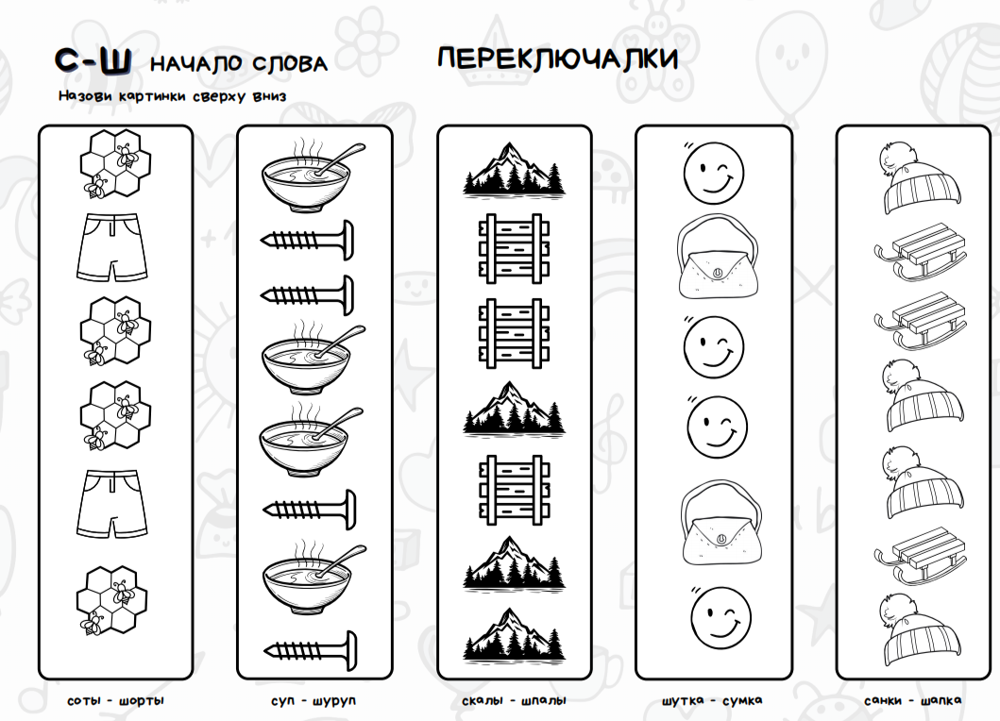 С-Ш НАЧАЛО СЛОВА
ПЕРЕКЛЮЧАЛКИ
Назови картинки сверху вниз
соты - шорты
суп - шуруп
скалы - шпалы
шутка - сумка
санки - шапка